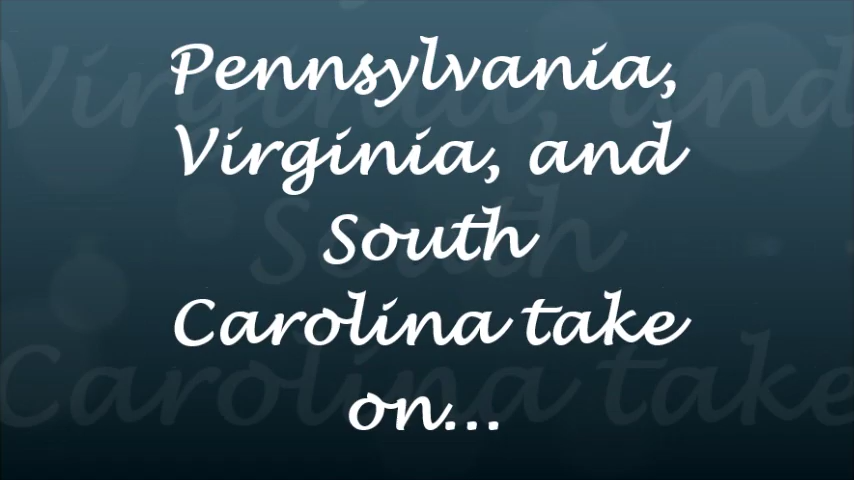 Pennsylvania,
Virginia, and
South
Carolina take
on...